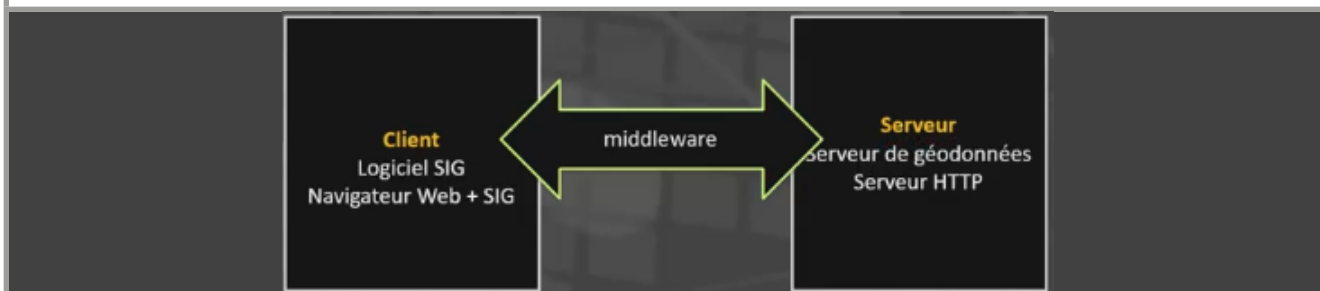 Client
Logiciel SIG
Navigateur Web + SIG
middleware
Serveur
Serveur de géodonnées
Serveur HTTP